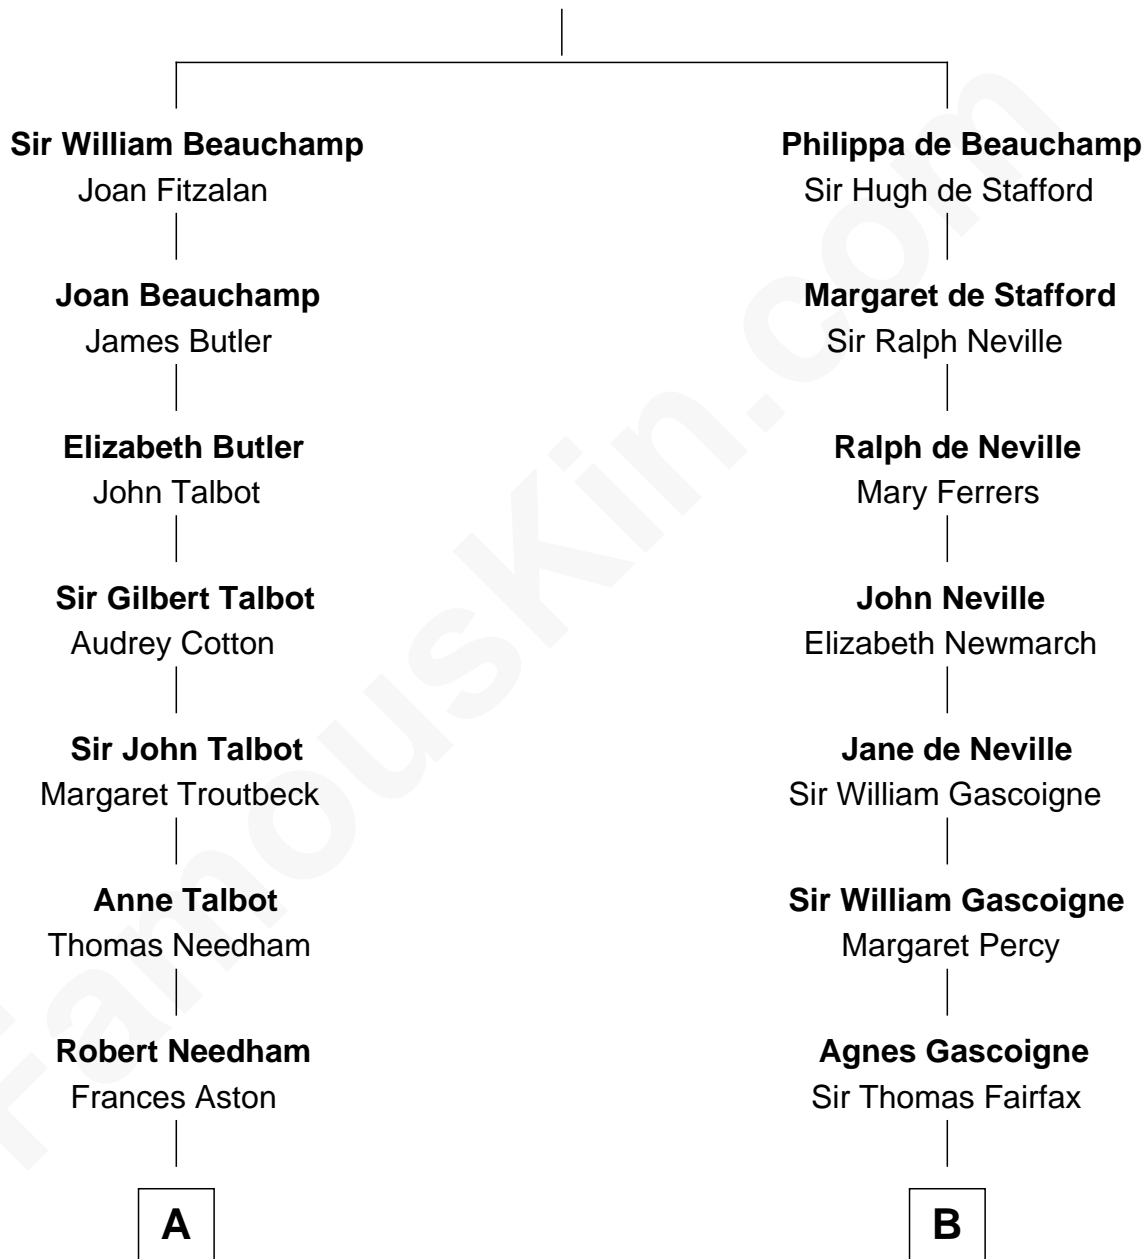 Sir William Beauchamp
Joan Fitzalan
Joan Beauchamp
James Butler
Elizabeth Butler
John Talbot
Sir Gilbert Talbot
Audrey Cotton
Sir John Talbot
Margaret Troutbeck
Anne Talbot
Thomas Needham
Robert Needham
Frances Aston
A
Philippa de Beauchamp
Sir Hugh de Stafford
Margaret de Stafford
Sir Ralph Neville
Ralph de Neville
Mary Ferrers
John Neville
Elizabeth Newmarch
Jane de Neville
Sir William Gascoigne
Sir William Gascoigne
Margaret Percy
Agnes Gascoigne
Sir Thomas Fairfax
B
FamousKin.com